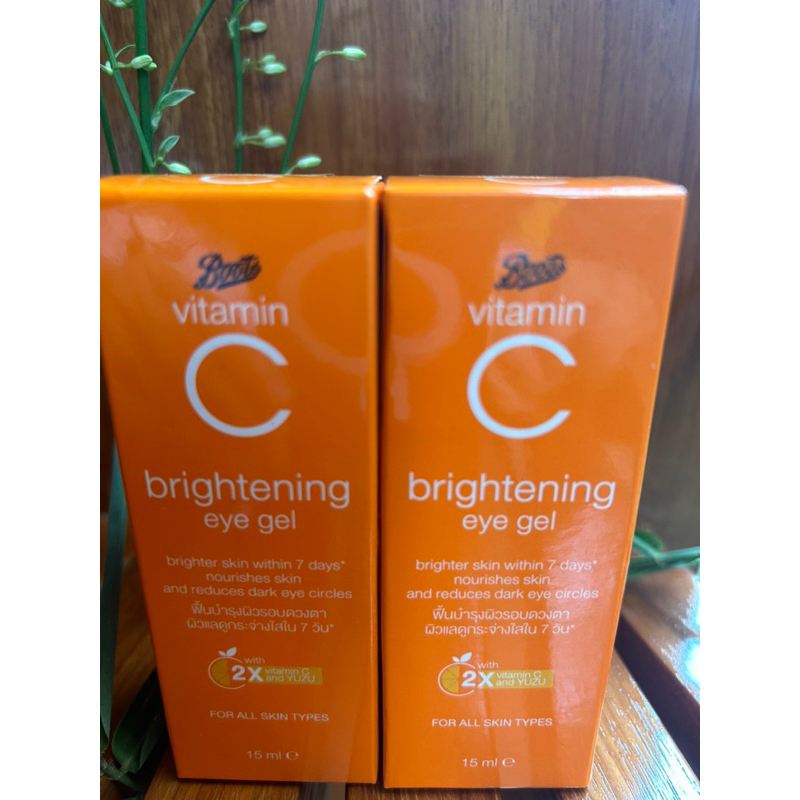 Boots
vitamin
C
brightening
eye gel
brighter skin within 7 days*
nourishes skin
and reduces dark eye circles
ฟื้นบำรุงผิวรอบดวงตา
ผิวแลดูกระจ่างใสใน 7 วัน*
with
2X vitamin C
and YUZU
FOR ALL SKIN TYPES
15 ml ℮
Boots
vitamin
C
brightening
eye gel
brighter skin within 7 days*
nourishes skin
and reduces dark eye circles
ฟื้นบำรุงผิวรอบดวงตา
ผิวแลดูกระจ่างใสใน 7 วัน*
with
2X vitamin C
and YUZU
FOR ALL SKIN TYPES
15 ml ℮